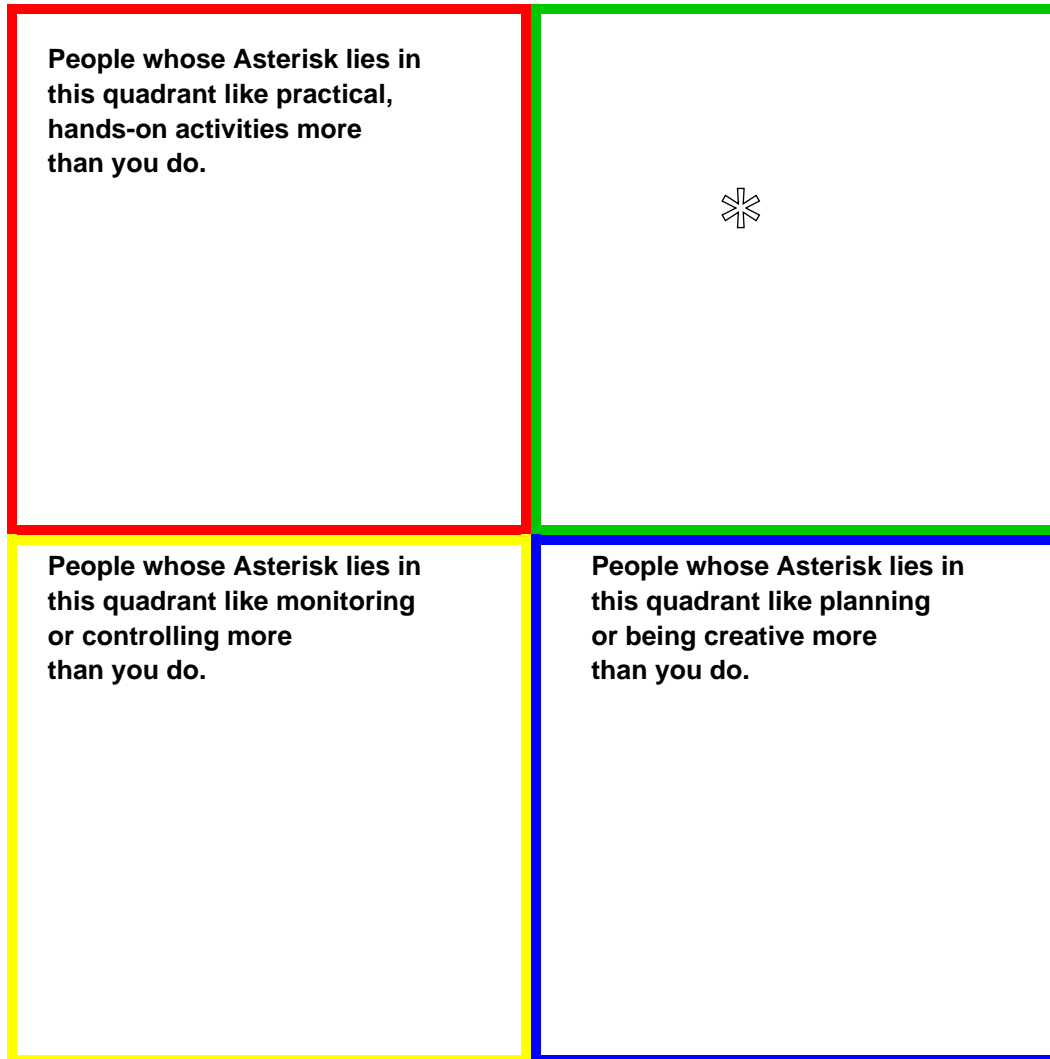 People whose Asterisk lies in
this quadrant like practical,
hands-on activities more
than you do.
People whose Asterisk lies in
this quadrant like monitoring
or controlling more
than you do.
People whose Asterisk lies in
this quadrant like planning
or being creative more
than you do.